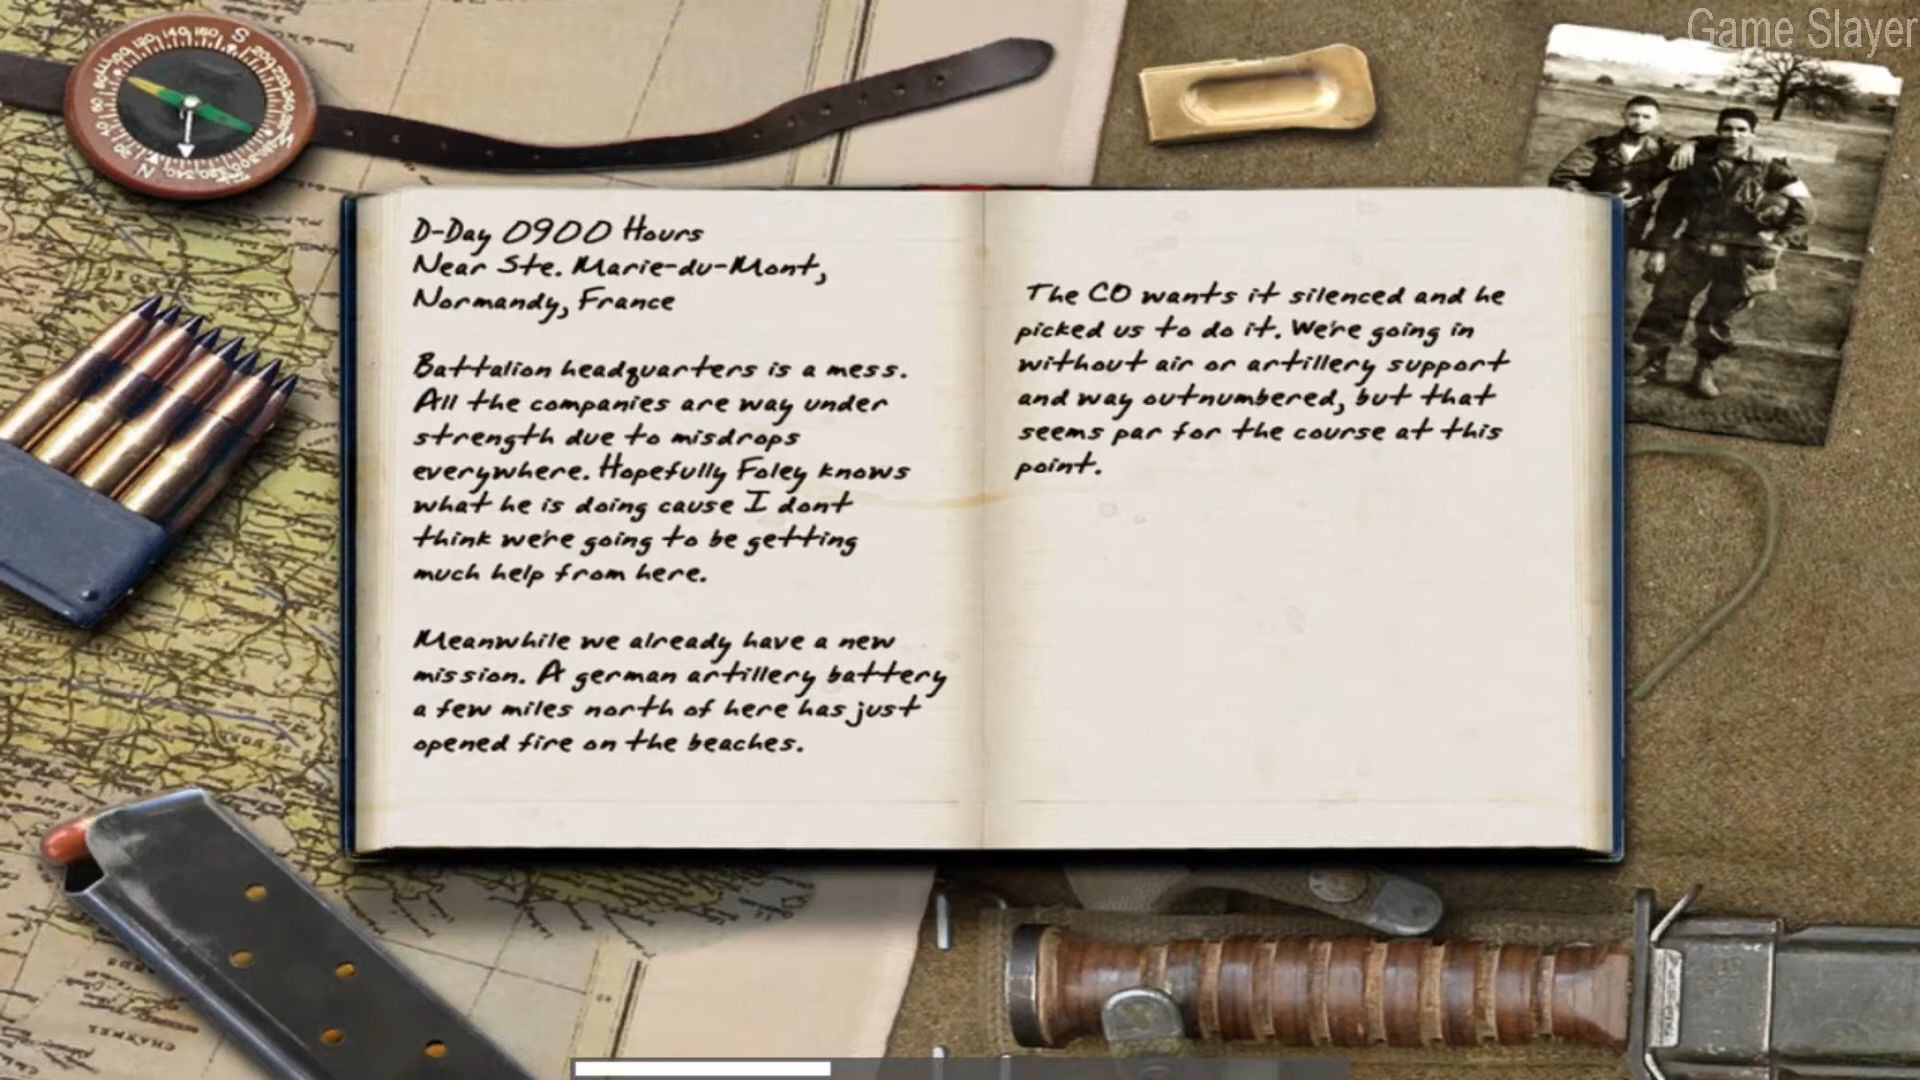 Game Slayer
D-Day 0900 Hours
Near Ste. Marie-du-Mont,
Normandy, France
Battalion headquarters is a mess.
All the companies are way under
strength due to misdrops
everywhere. Hopefully Foley knows
what he is doing cause I dont
think we're going to be getting
much help from here.
Meanwhile we already have a new
mission. A german artillery battery
a few miles north of here has just
opened fire on the beaches.
The CO wants it silenced and he
picked us to do it. We're going in
without air or artillery support
and way outnumbered, but that
seems par for the course at this
point.